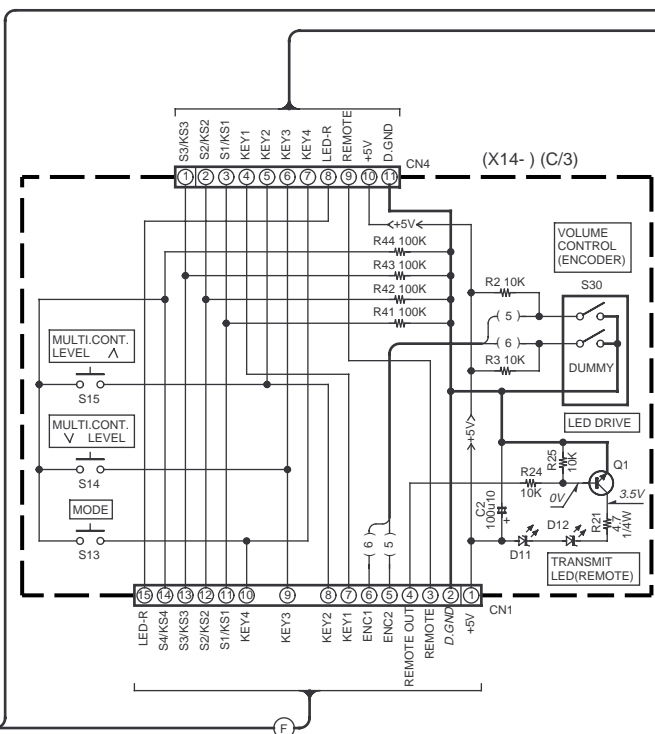 S3/KS3
S2/KS2
S1/KS1
KEY1
KEY2
KEY3
KEY4
LED-R
REMOTE
+5V
D.GND
CN4
1 2 3 4 5 6 7 8 9 10 11
(X14- ) (C/3)
+5V
R44 100K
R43 100K
R42 100K
R41 100K
VOLUME
CONTROL
(ENCODER)
R2 10K
S30
5
6
R3 10K
DUMMY
MULTI.CONT.
LEVEL Λ
S15
MULTI.CONT.
V LEVEL
S14
MODE
S13
+5V
LED DRIVE
R25
10K
Q1
R24
10K
0V
3.5V
C2
100u10
+
R21
4.7
1/4W
D11
D12
TRANSMIT
LED(REMOTE)
6
5
15 14 13 12 11 10 9 8 7 6 5 4 3 2 1
CN1
LED-R
S4/KS4
S3/KS3
S2/KS2
S1/KS1
KEY4
KEY3
KEY2
KEY1
ENC1
ENC2
REMOTE OUT
REMOTE
D.GND
+5V
F